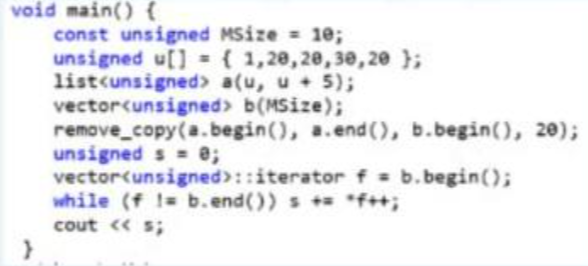 void main() {
const unsigned MSize = 10;
unsigned u[] = { 1,20,20,30,20 };
list<unsigned> a(u, u + 5);
vector<unsigned> b(MSize);
remove_copy(a.begin(), a.end(), b.begin(), 20);
unsigned s = 0;
vector<unsigned>::iterator f = b.begin();
while (f != b.end()) s += *f++;
cout << s;
}